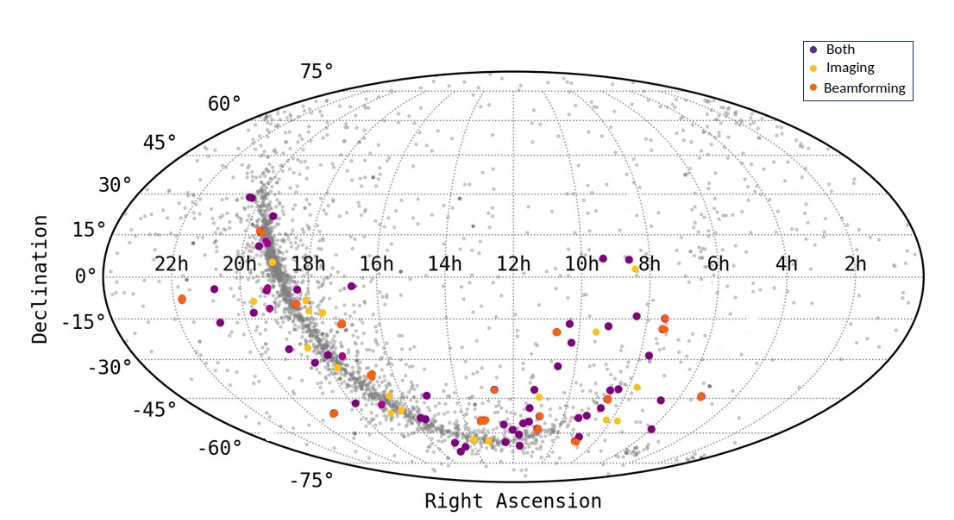 Both
Imaging
Beamforming
75°
60°
45°
30°
15°
22h 20h 18h 16h 14h 12h 10h 8h 6h 4h 2h
0°
-15°
-30°
-45°
-60°
-75°
Declination
Right Ascension